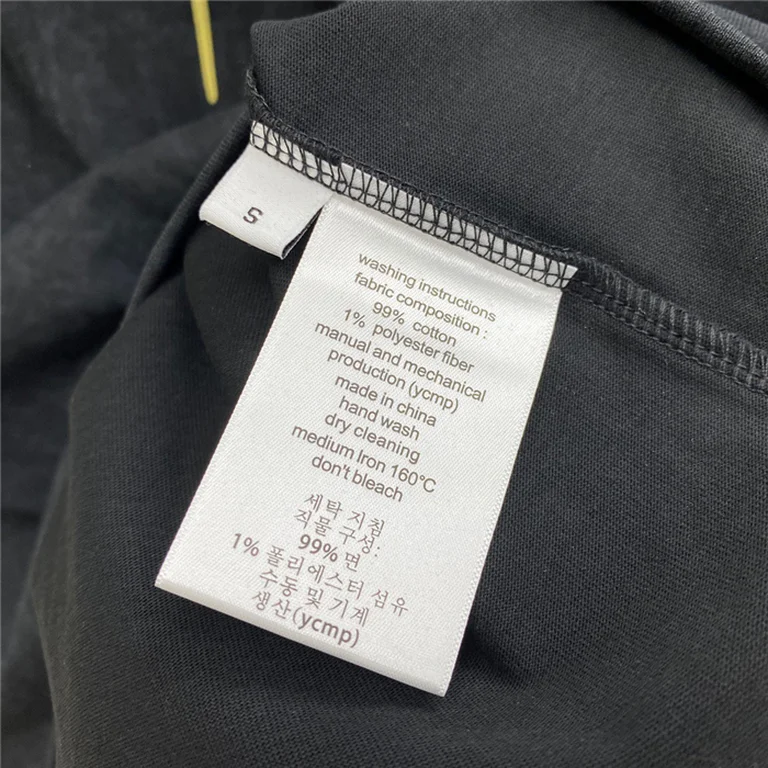 S
washing instructions
fabric composition :
99% cotton
1% polyester fiber
manual and mechanical
production (ycmp)
made in china
hand wash
dry cleaning
medium Iron 160℃
don't bleach
세탁 지침
직물 구성:
99% 면
1% 폴리에스터 섬유
수동 및 기계
생산(ycmp)